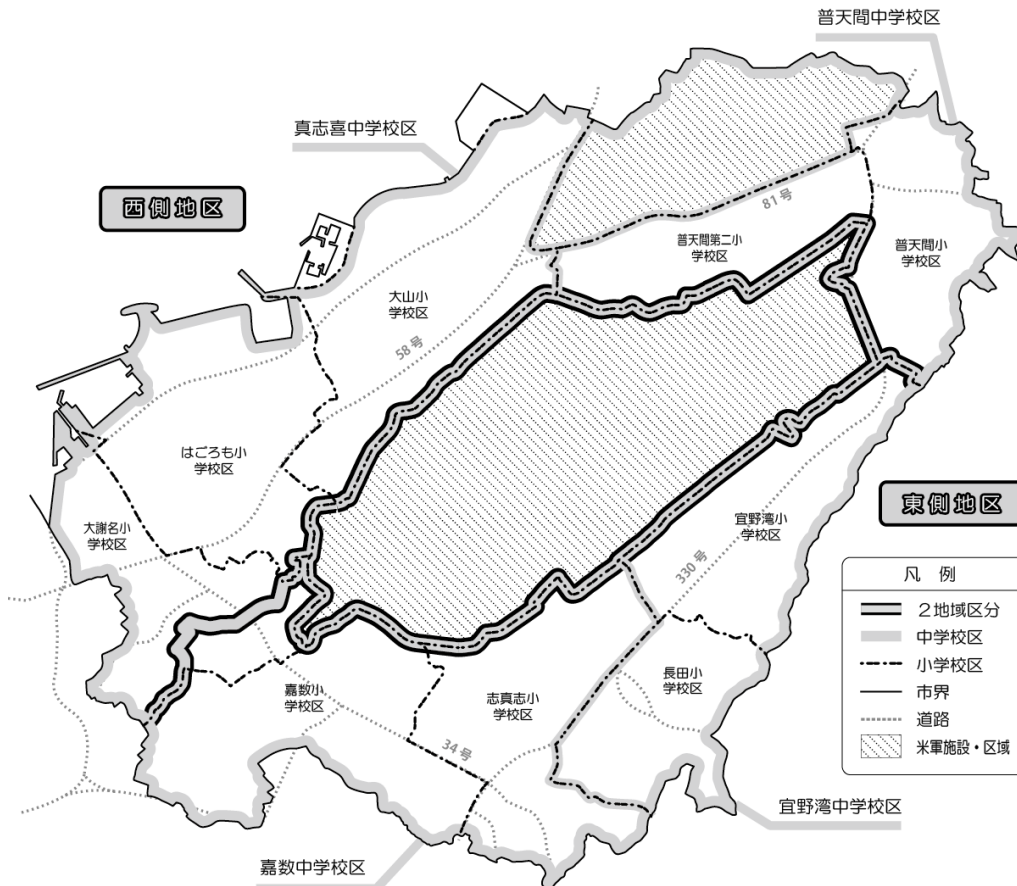 普天間中学校区
真志喜中学校区
西側地区
81号
普天間第二小
学校区
普天間小
学校区
大山小
学校区
58号
はごろも小
学校区
大謝名小
学校区
宜野湾小
学校区
東側地区
330号
凡 例
2地域区分
中学校区
小学校区
市界
道路
米軍施設・区域
長田小
学校区
嘉数小
学校区
志真志小
学校区
34号
宜野湾中学校区
嘉数中学校区